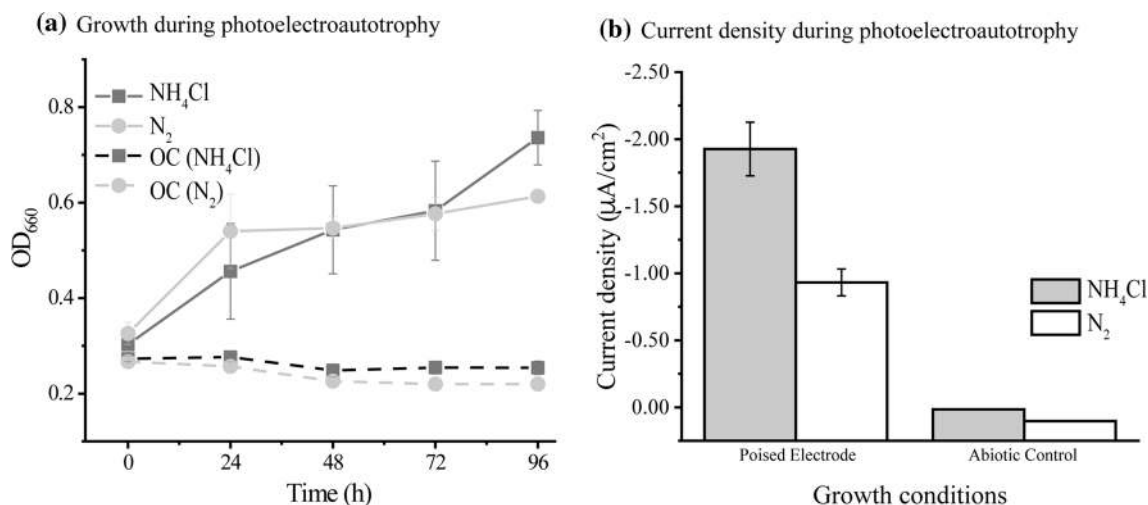 (a) Growth during photoelectroautotrophy
NH₄Cl
N₂
OC (NH₄Cl)
OC (N₂)
OD₆₆₀
0.8
0.6
0.4
0.2
0 24 48 72 96
Time (h)
(b) Current density during photoelectroautotrophy
Current density (µA/cm²)
-2.50
-2.00
-1.50
-1.00
-0.50
0.00
NH₄Cl
N₂
Poised Electrode Abiotic Control
Growth conditions